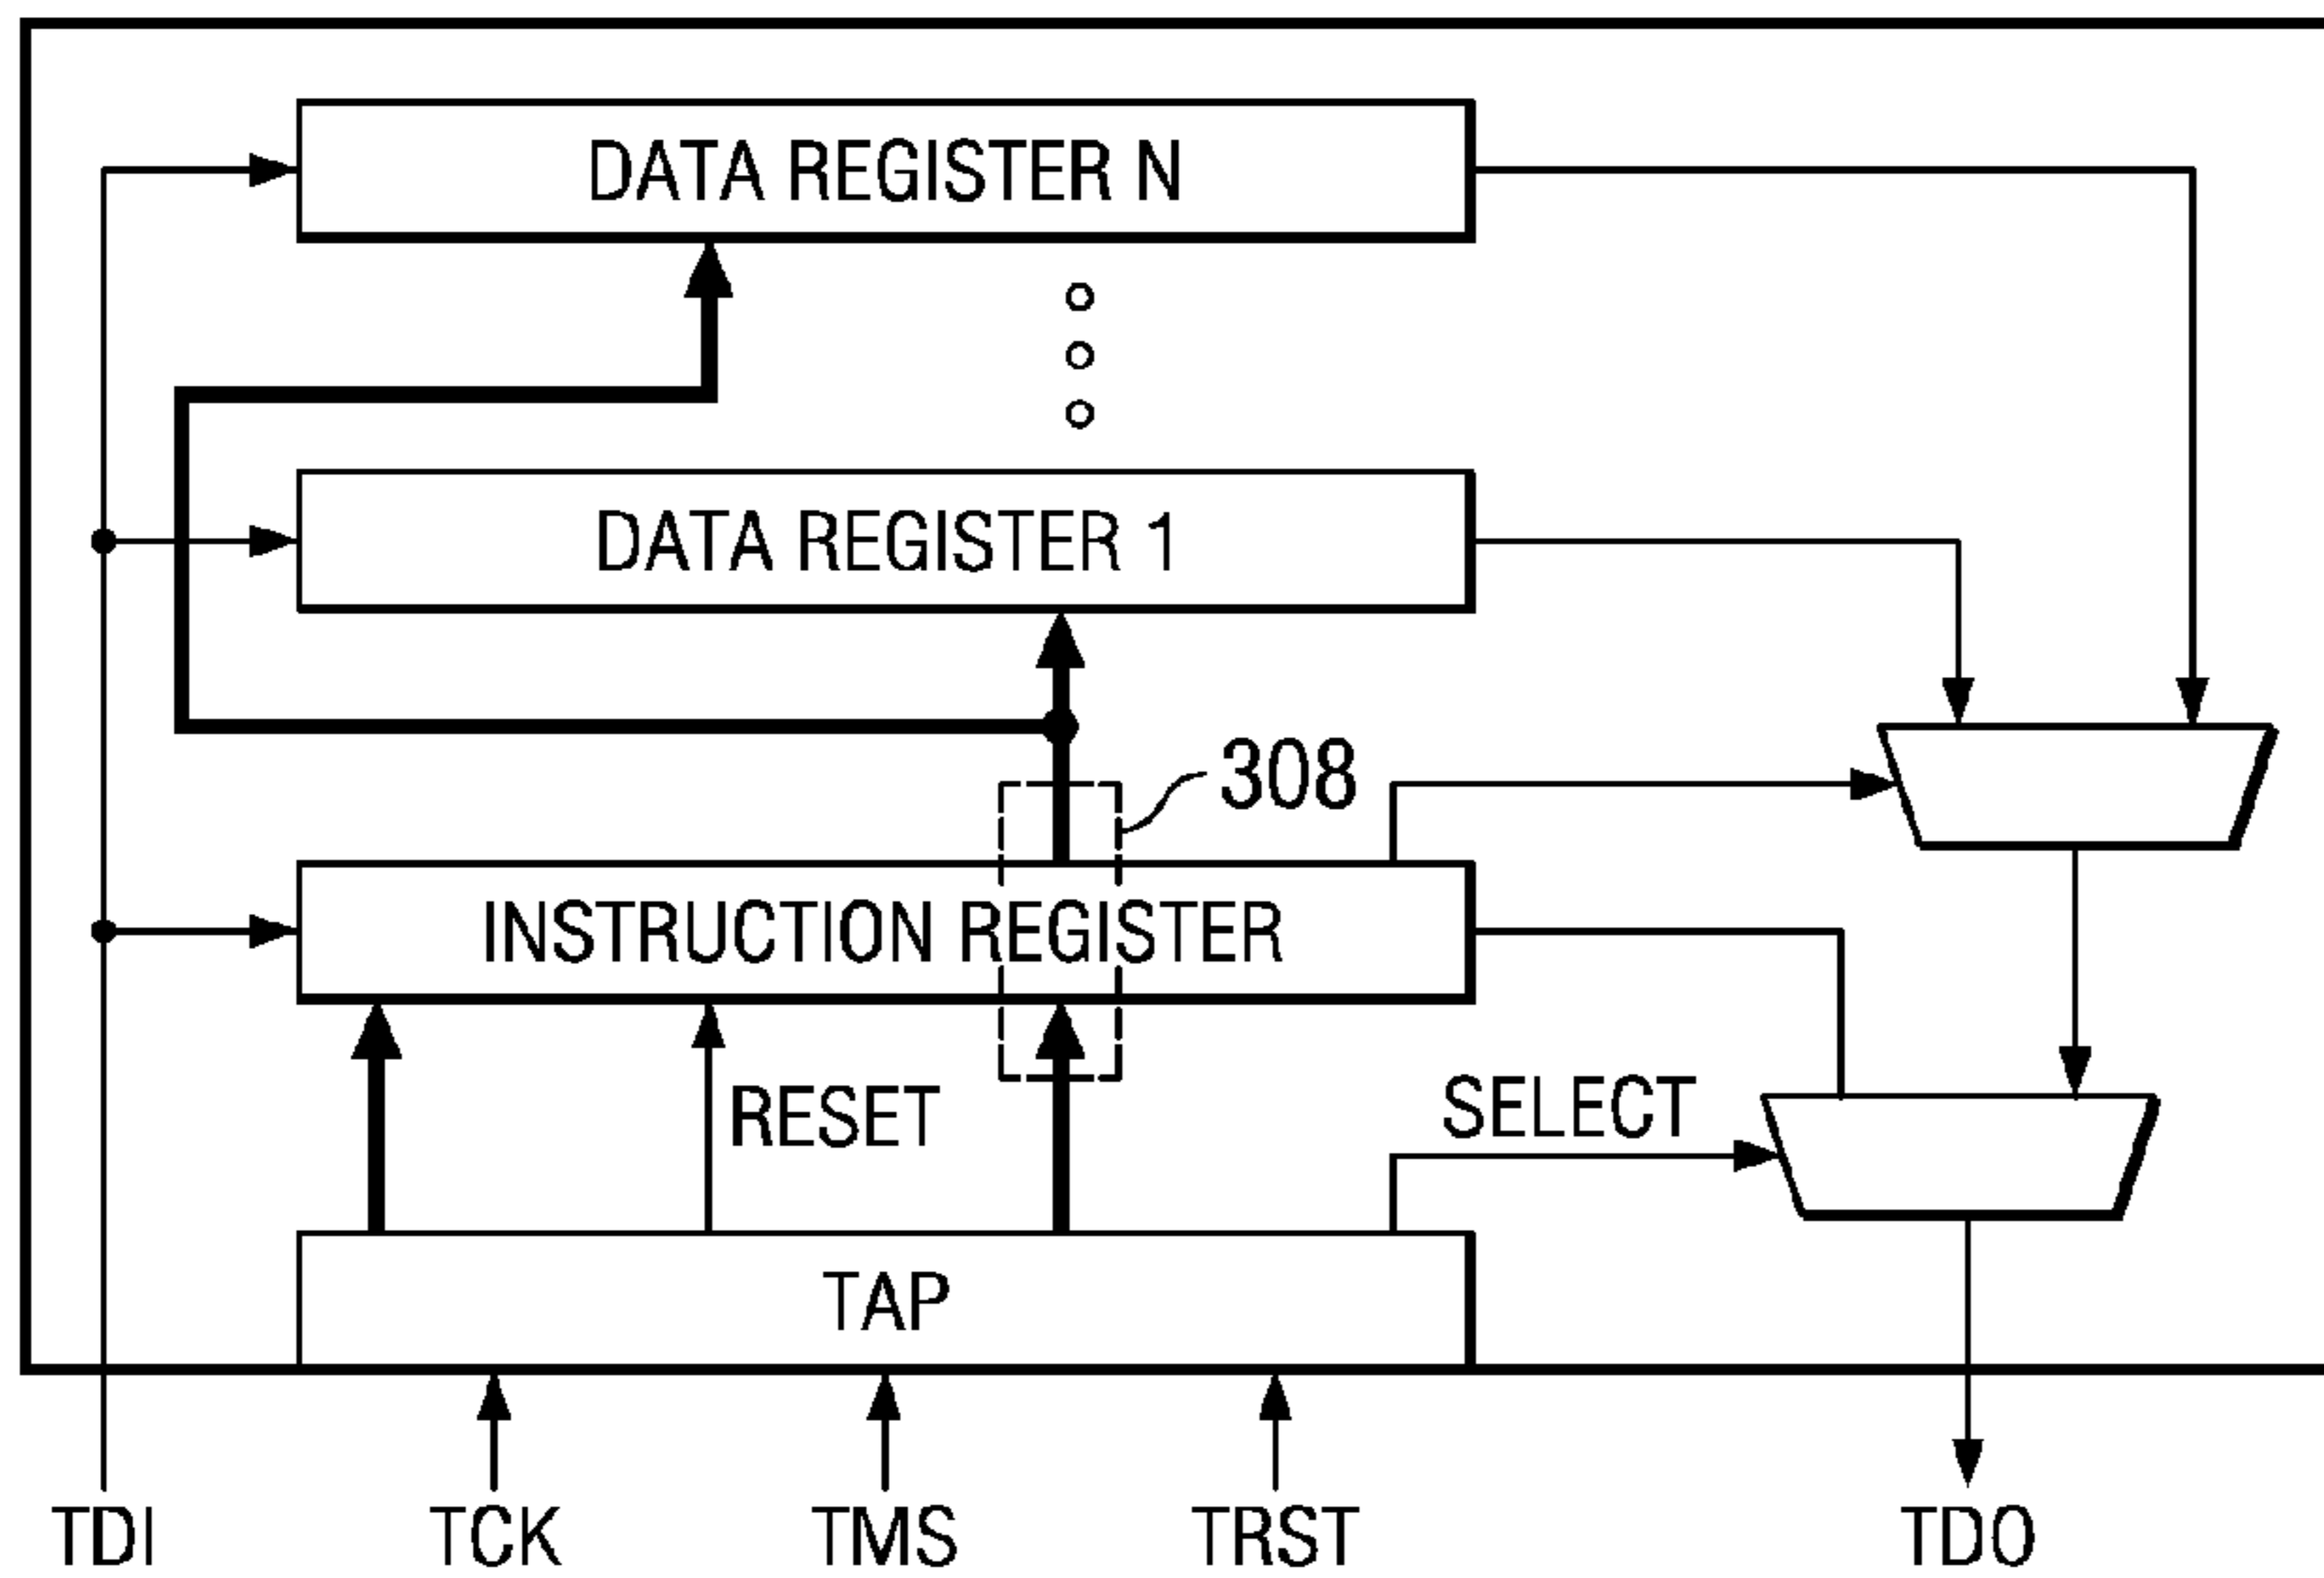 DATA REGISTER N
DATA REGISTER 1
308
INSTRUCTION REGISTER
RESET
SELECT
TAP
TDI
TCK
TMS
TRST
TDO